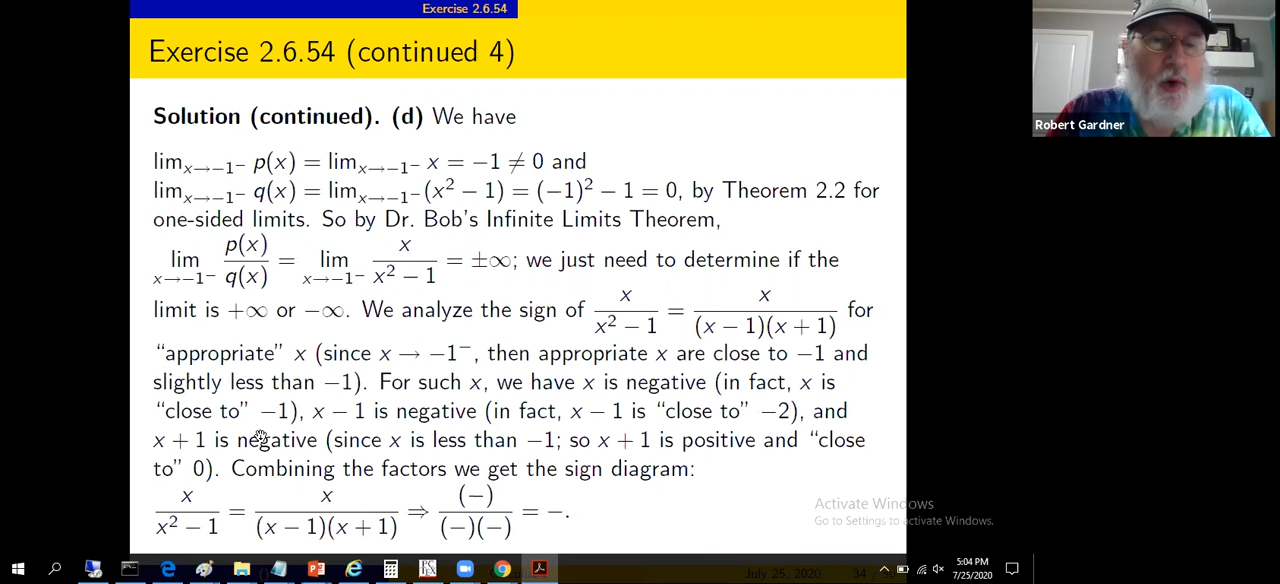 Exercise 2.6.54
Exercise 2.6.54 (continued 4)
Solution (continued). (d) We have
lim_{x→−1⁻} p(x) = lim_{x→−1⁻} x = −1 ≠ 0 and
lim_{x→−1⁻} q(x) = lim_{x→−1⁻}(x² − 1) = (−1)² − 1 = 0, by Theorem 2.2 for
one-sided limits. So by Dr. Bob's Infinite Limits Theorem,
lim_{x→−1⁻} p(x)/q(x) = lim_{x→−1⁻} x/(x² − 1) = ±∞; we just need to determine if the
limit is +∞ or −∞. We analyze the sign of x/(x² − 1) = x/((x − 1)(x + 1)) for
“appropriate” x (since x → −1⁻, then appropriate x are close to −1 and
slightly less than −1). For such x, we have x is negative (in fact, x is
“close to” −1), x − 1 is negative (in fact, x − 1 is “close to” −2), and
x + 1 is negative (since x is less than −1; so x + 1 is positive and “close
to” 0). Combining the factors we get the sign diagram:
x/(x² − 1) = x/((x − 1)(x + 1)) ⇒ (−)/((−)(−)) = −.
Robert Gardner
Activate Windows
Go to Settings to activate Windows.
July 25, 2020 34 /
5:04 PM
7/25/2020